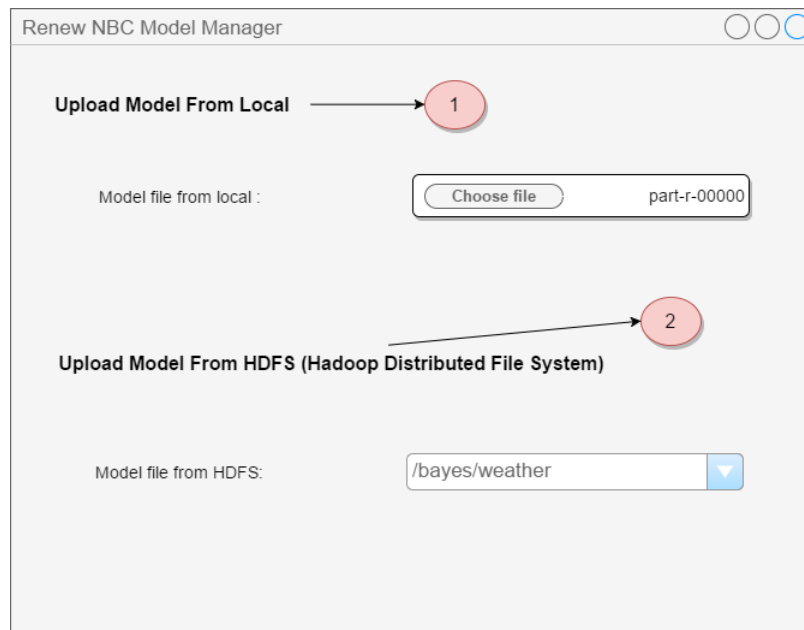 Renew NBC Model Manager
Upload Model From Local
1
Model file from local :
Choose file
part-r-00000
2
Upload Model From HDFS (Hadoop Distributed File System)
Model file from HDFS:
/bayes/weather